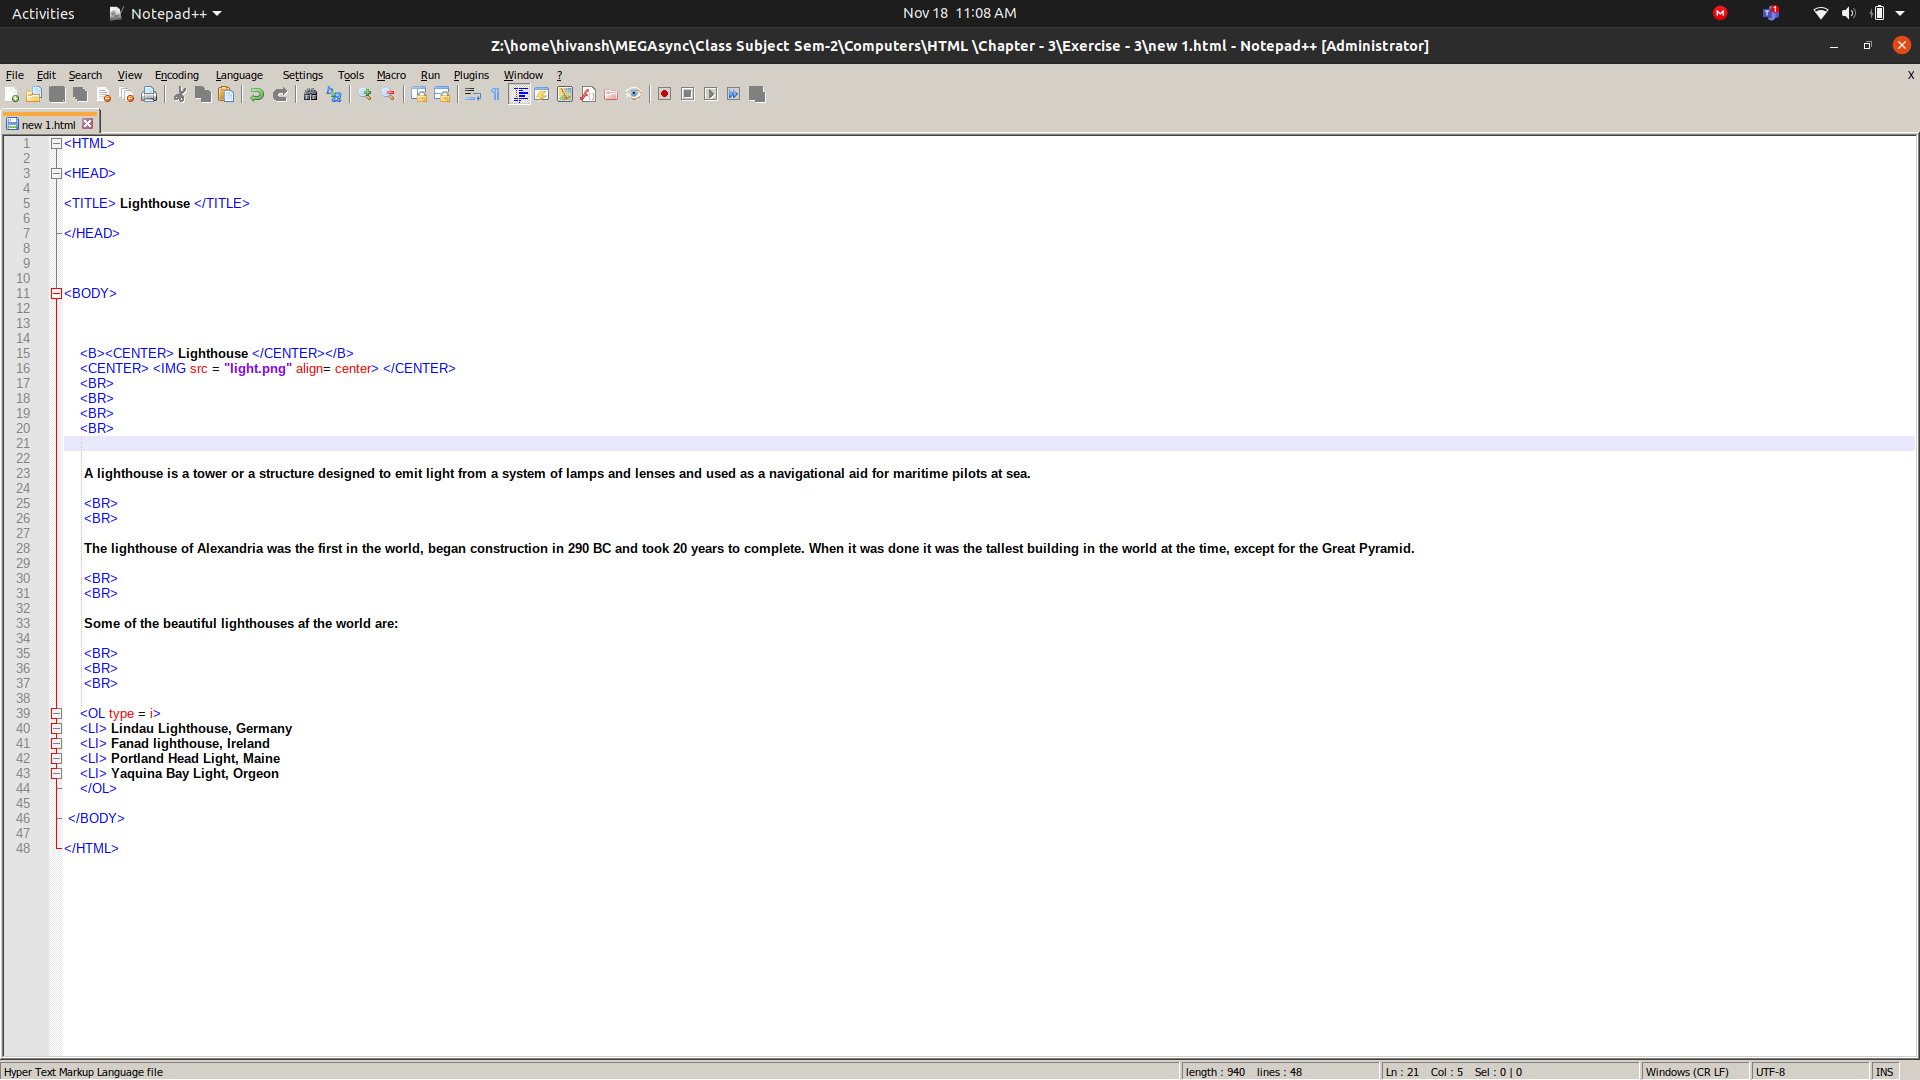 Activities Notepad++ Nov 18 11:08 AM
Z:\home\hivansh\MEGAsync\Class Subject Sem-2\Computers\HTML \Chapter - 3\Exercise - 3\new 1.html - Notepad++ [Administrator]
File Edit Search View Encoding Language Settings Tools Macro Run Plugins Window ? X
new 1.html
1 <HTML>
2
3 <HEAD>
4
5 <TITLE> Lighthouse </TITLE>
6
7 </HEAD>
8
9
10
11 <BODY>
12
13
14
15 <B><CENTER> Lighthouse </CENTER></B>
16 <CENTER> <IMG src = "light.png" align= center> </CENTER>
17 <BR>
18 <BR>
19 <BR>
20 <BR>
21
22
23 A lighthouse is a tower or a structure designed to emit light from a system of lamps and lenses and used as a navigational aid for maritime pilots at sea.
24
25 <BR>
26 <BR>
27
28 The lighthouse of Alexandria was the first in the world, began construction in 290 BC and took 20 years to complete. When it was done it was the tallest building in the world at the time, except for the Great Pyramid.
29
30 <BR>
31 <BR>
32
33 Some of the beautiful lighthouses af the world are:
34
35 <BR>
36 <BR>
37 <BR>
38
39 <OL type = i>
40 <LI> Lindau Lighthouse, Germany
41 <LI> Fanad lighthouse, Ireland
42 <LI> Portland Head Light, Maine
43 <LI> Yaquina Bay Light, Orgeon
44 </OL>
45
46 </BODY>
47
48 </HTML>
Hyper Text Markup Language file length : 940 lines : 48 Ln : 21 Col : 5 Sel : 0 | 0 Windows (CR LF) UTF-8 INS